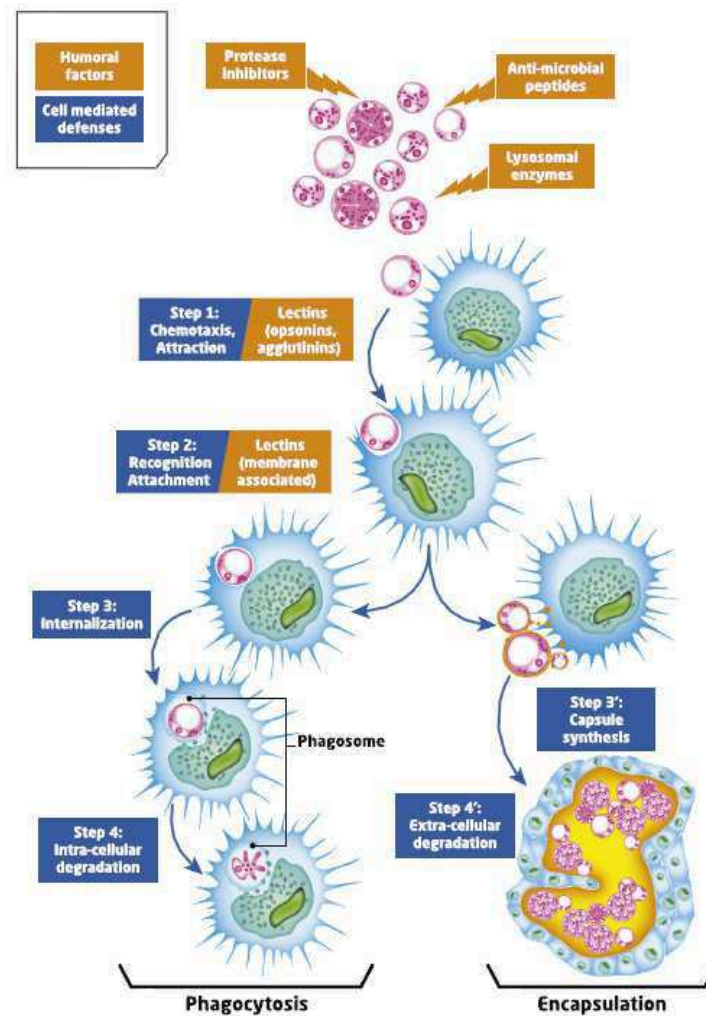 Humoral
factors
Cell mediated
defenses
Protease
inhibitors
Anti-microbial
peptides
Lysosomal
enzymes
Step 1:
Chemotaxis,
Attraction
Lectins
(opsonins,
agglutinins)
Step 2:
Recognition
Attachment
Lectins
(membrane
associated)
Step 3:
Internalization
Step 3':
Capsule
synthesis
Phagosome
Step 4:
Intra-cellular
degradation
Step 4':
Extra-cellular
degradation
Phagocytosis
Encapsulation